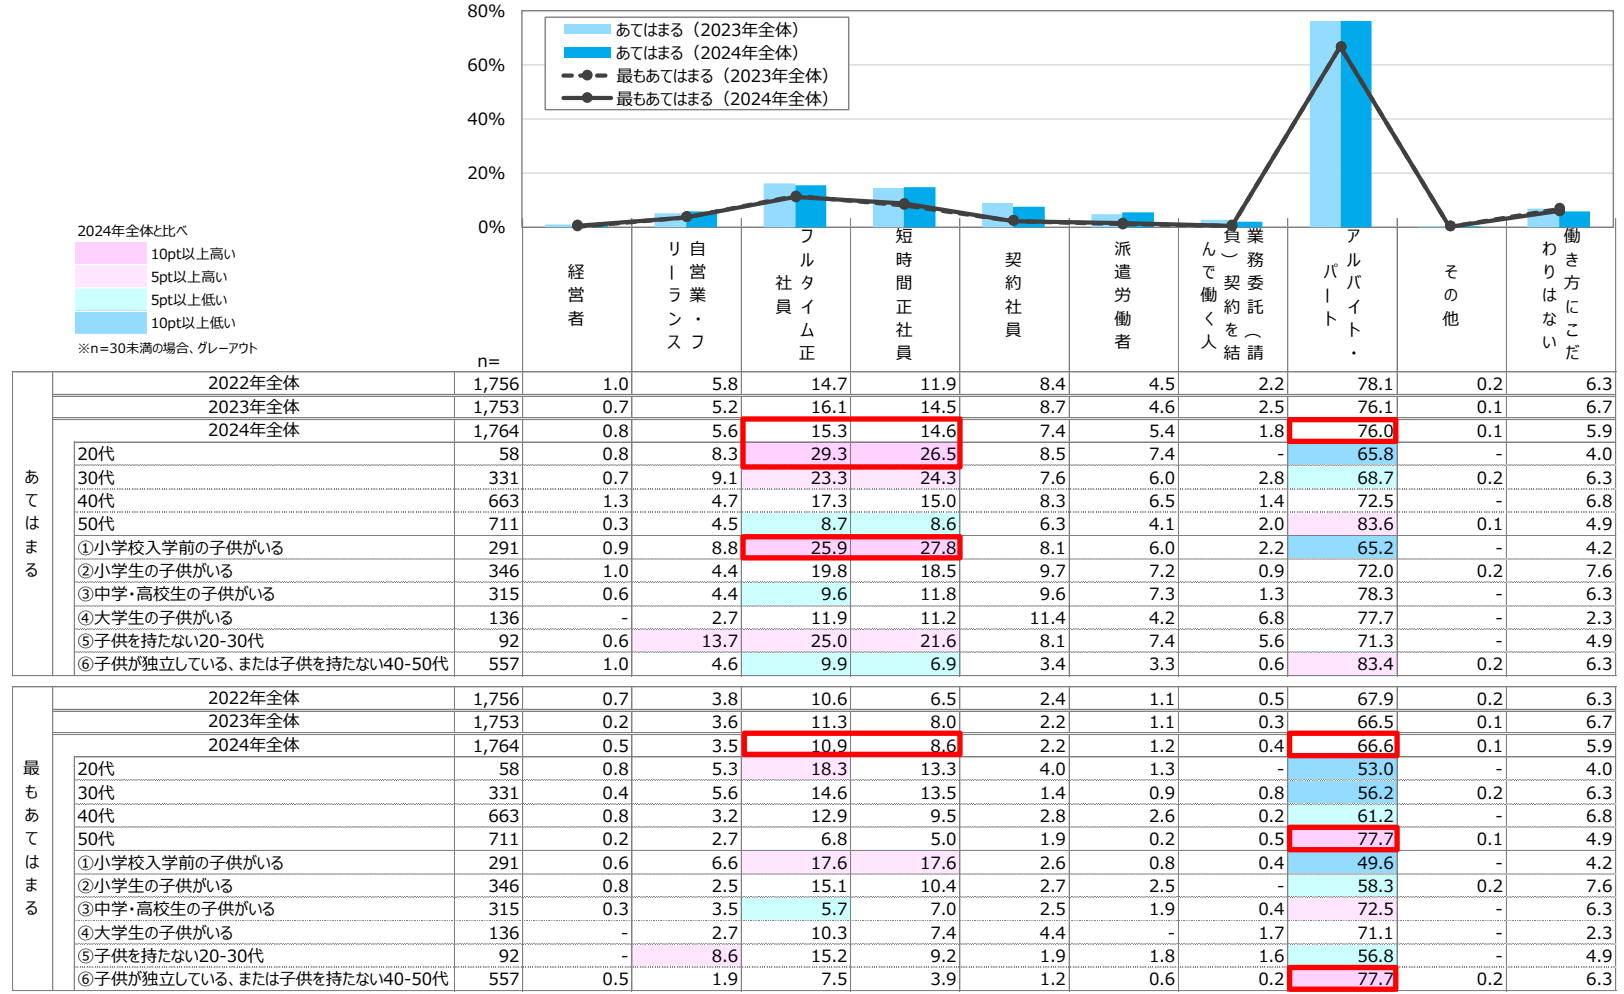 80%
60%
40%
20%
0%
あてはまる（2023年全体）
あてはまる（2024年全体）
最もあてはまる（2023年全体）
最もあてはまる（2024年全体）
2024年全体と比べ
10pt以上高い
5pt以上高い
5pt以上低い
10pt以上低い
※n=30未満の場合、グレーアウト
n=
経営者
自営業・フ
リーランス
フルタイム正
社員
短時間正社員
契約社員
派遣労働者
業務委託（請
負）契約を結
んで働く人
アルバイト・
パート
その他
働き方にこだ
わりはない
あてはまる
2022年全体 1,756 1.0 5.8 14.7 11.9 8.4 4.5 2.2 78.1 0.2 6.3
2023年全体 1,753 0.7 5.2 16.1 14.5 8.7 4.6 2.5 76.1 0.1 6.7
2024年全体 1,764 0.8 5.6 15.3 14.6 7.4 5.4 1.8 76.0 0.1 5.9
20代 58 0.8 8.3 29.3 26.5 8.5 7.4 - 65.8 - 4.0
30代 331 0.7 9.1 23.3 24.3 7.6 6.0 2.8 68.7 0.2 6.3
40代 663 1.3 4.7 17.3 15.0 8.3 6.5 1.4 72.5 - 6.8
50代 711 0.3 4.5 8.7 8.6 6.3 4.1 2.0 83.6 0.1 4.9
①小学校入学前の子供がいる 291 0.9 8.8 25.9 27.8 8.1 6.0 2.2 65.2 - 4.2
②小学生の子供がいる 346 1.0 4.4 19.8 18.5 9.7 7.2 0.9 72.0 0.2 7.6
③中学・高校生の子供がいる 315 0.6 4.4 9.6 11.8 9.6 7.3 1.3 78.3 - 6.3
④大学生の子供がいる 136 - 2.7 11.9 11.2 11.4 4.2 6.8 77.7 - 2.3
⑤子供を持たない20-30代 92 0.6 13.7 25.0 21.6 8.1 7.4 5.6 71.3 - 4.9
⑥子供が独立している、または子供を持たない40-50代 557 1.0 4.6 9.9 6.9 3.4 3.3 0.6 83.4 0.2 6.3
最もあてはまる
2022年全体 1,756 0.7 3.8 10.6 6.5 2.4 1.1 0.5 67.9 0.2 6.3
2023年全体 1,753 0.2 3.6 11.3 8.0 2.2 1.1 0.3 66.5 0.1 6.7
2024年全体 1,764 0.5 3.5 10.9 8.6 2.2 1.2 0.4 66.6 0.1 5.9
20代 58 0.8 5.3 18.3 13.3 4.0 1.3 - 53.0 - 4.0
30代 331 0.4 5.6 14.6 13.5 1.4 0.9 0.8 56.2 0.2 6.3
40代 663 0.8 3.2 12.9 9.5 2.8 2.6 0.2 61.2 - 6.8
50代 711 0.2 2.7 6.8 5.0 1.9 0.2 0.5 77.7 0.1 4.9
①小学校入学前の子供がいる 291 0.6 6.6 17.6 17.6 2.6 0.8 0.4 49.6 - 4.2
②小学生の子供がいる 346 0.8 2.5 15.1 10.4 2.7 2.5 - 58.3 0.2 7.6
③中学・高校生の子供がいる 315 0.3 3.5 5.7 7.0 2.5 1.9 0.4 72.5 - 6.3
④大学生の子供がいる 136 - 2.7 10.3 7.4 4.4 - 1.7 71.1 - 2.3
⑤子供を持たない20-30代 92 - 8.6 15.2 9.2 1.9 1.8 1.6 56.8 - 4.9
⑥子供が独立している、または子供を持たない40-50代 557 0.5 1.9 7.5 3.9 1.2 0.6 0.2 77.7 0.2 6.3